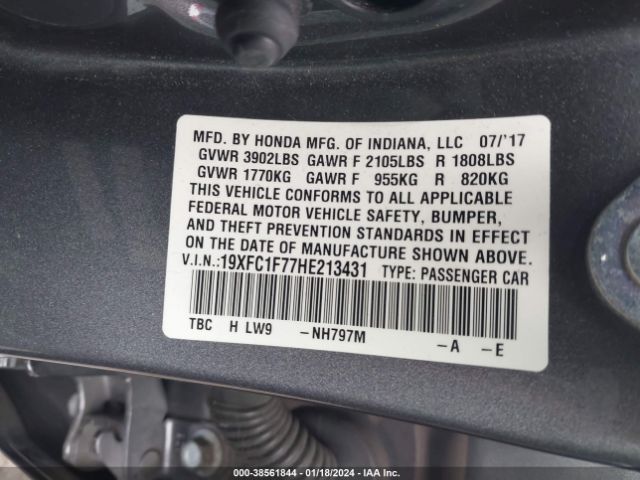 MFD. BY HONDA MFG. OF INDIANA, LLC 07/'17
GVWR 3902LBS GAWR F 2105LBS R 1808LBS
GVWR 1770KG GAWR F 955KG R 820KG
THIS VEHICLE CONFORMS TO ALL APPLICABLE
FEDERAL MOTOR VEHICLE SAFETY, BUMPER,
AND THEFT PREVENTION STANDARDS IN EFFECT
ON THE DATE OF MANUFACTURE SHOWN ABOVE.
V.I.N.:19XFC1F77HE213431 TYPE: PASSENGER CAR
TBC H LW9 -NH797M -A -E
000 - 38561844 | 01/18/2024 - IAA Inc.